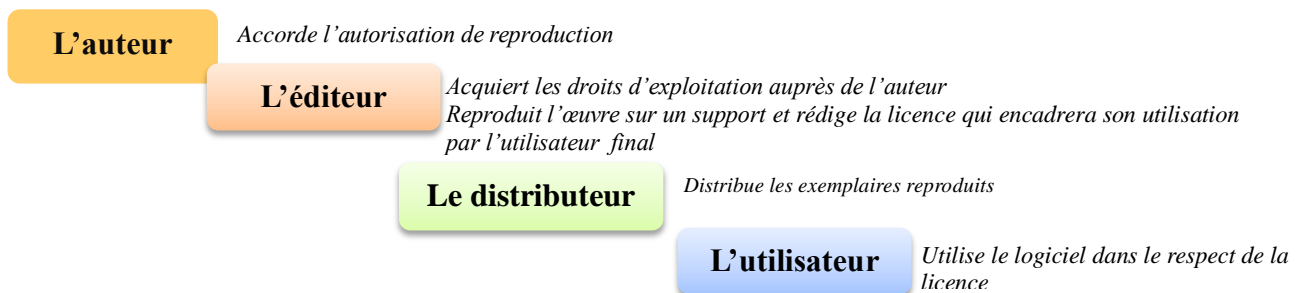 L’auteur
Accorde l’autorisation de reproduction
L’éditeur
Acquiert les droits d’exploitation auprès de l’auteur
Reproduit l’œuvre sur un support et rédige la licence qui encadrera son utilisation
par l’utilisateur final
Le distributeur
Distribue les exemplaires reproduits
L’utilisateur
Utilise le logiciel dans le respect de la
licence